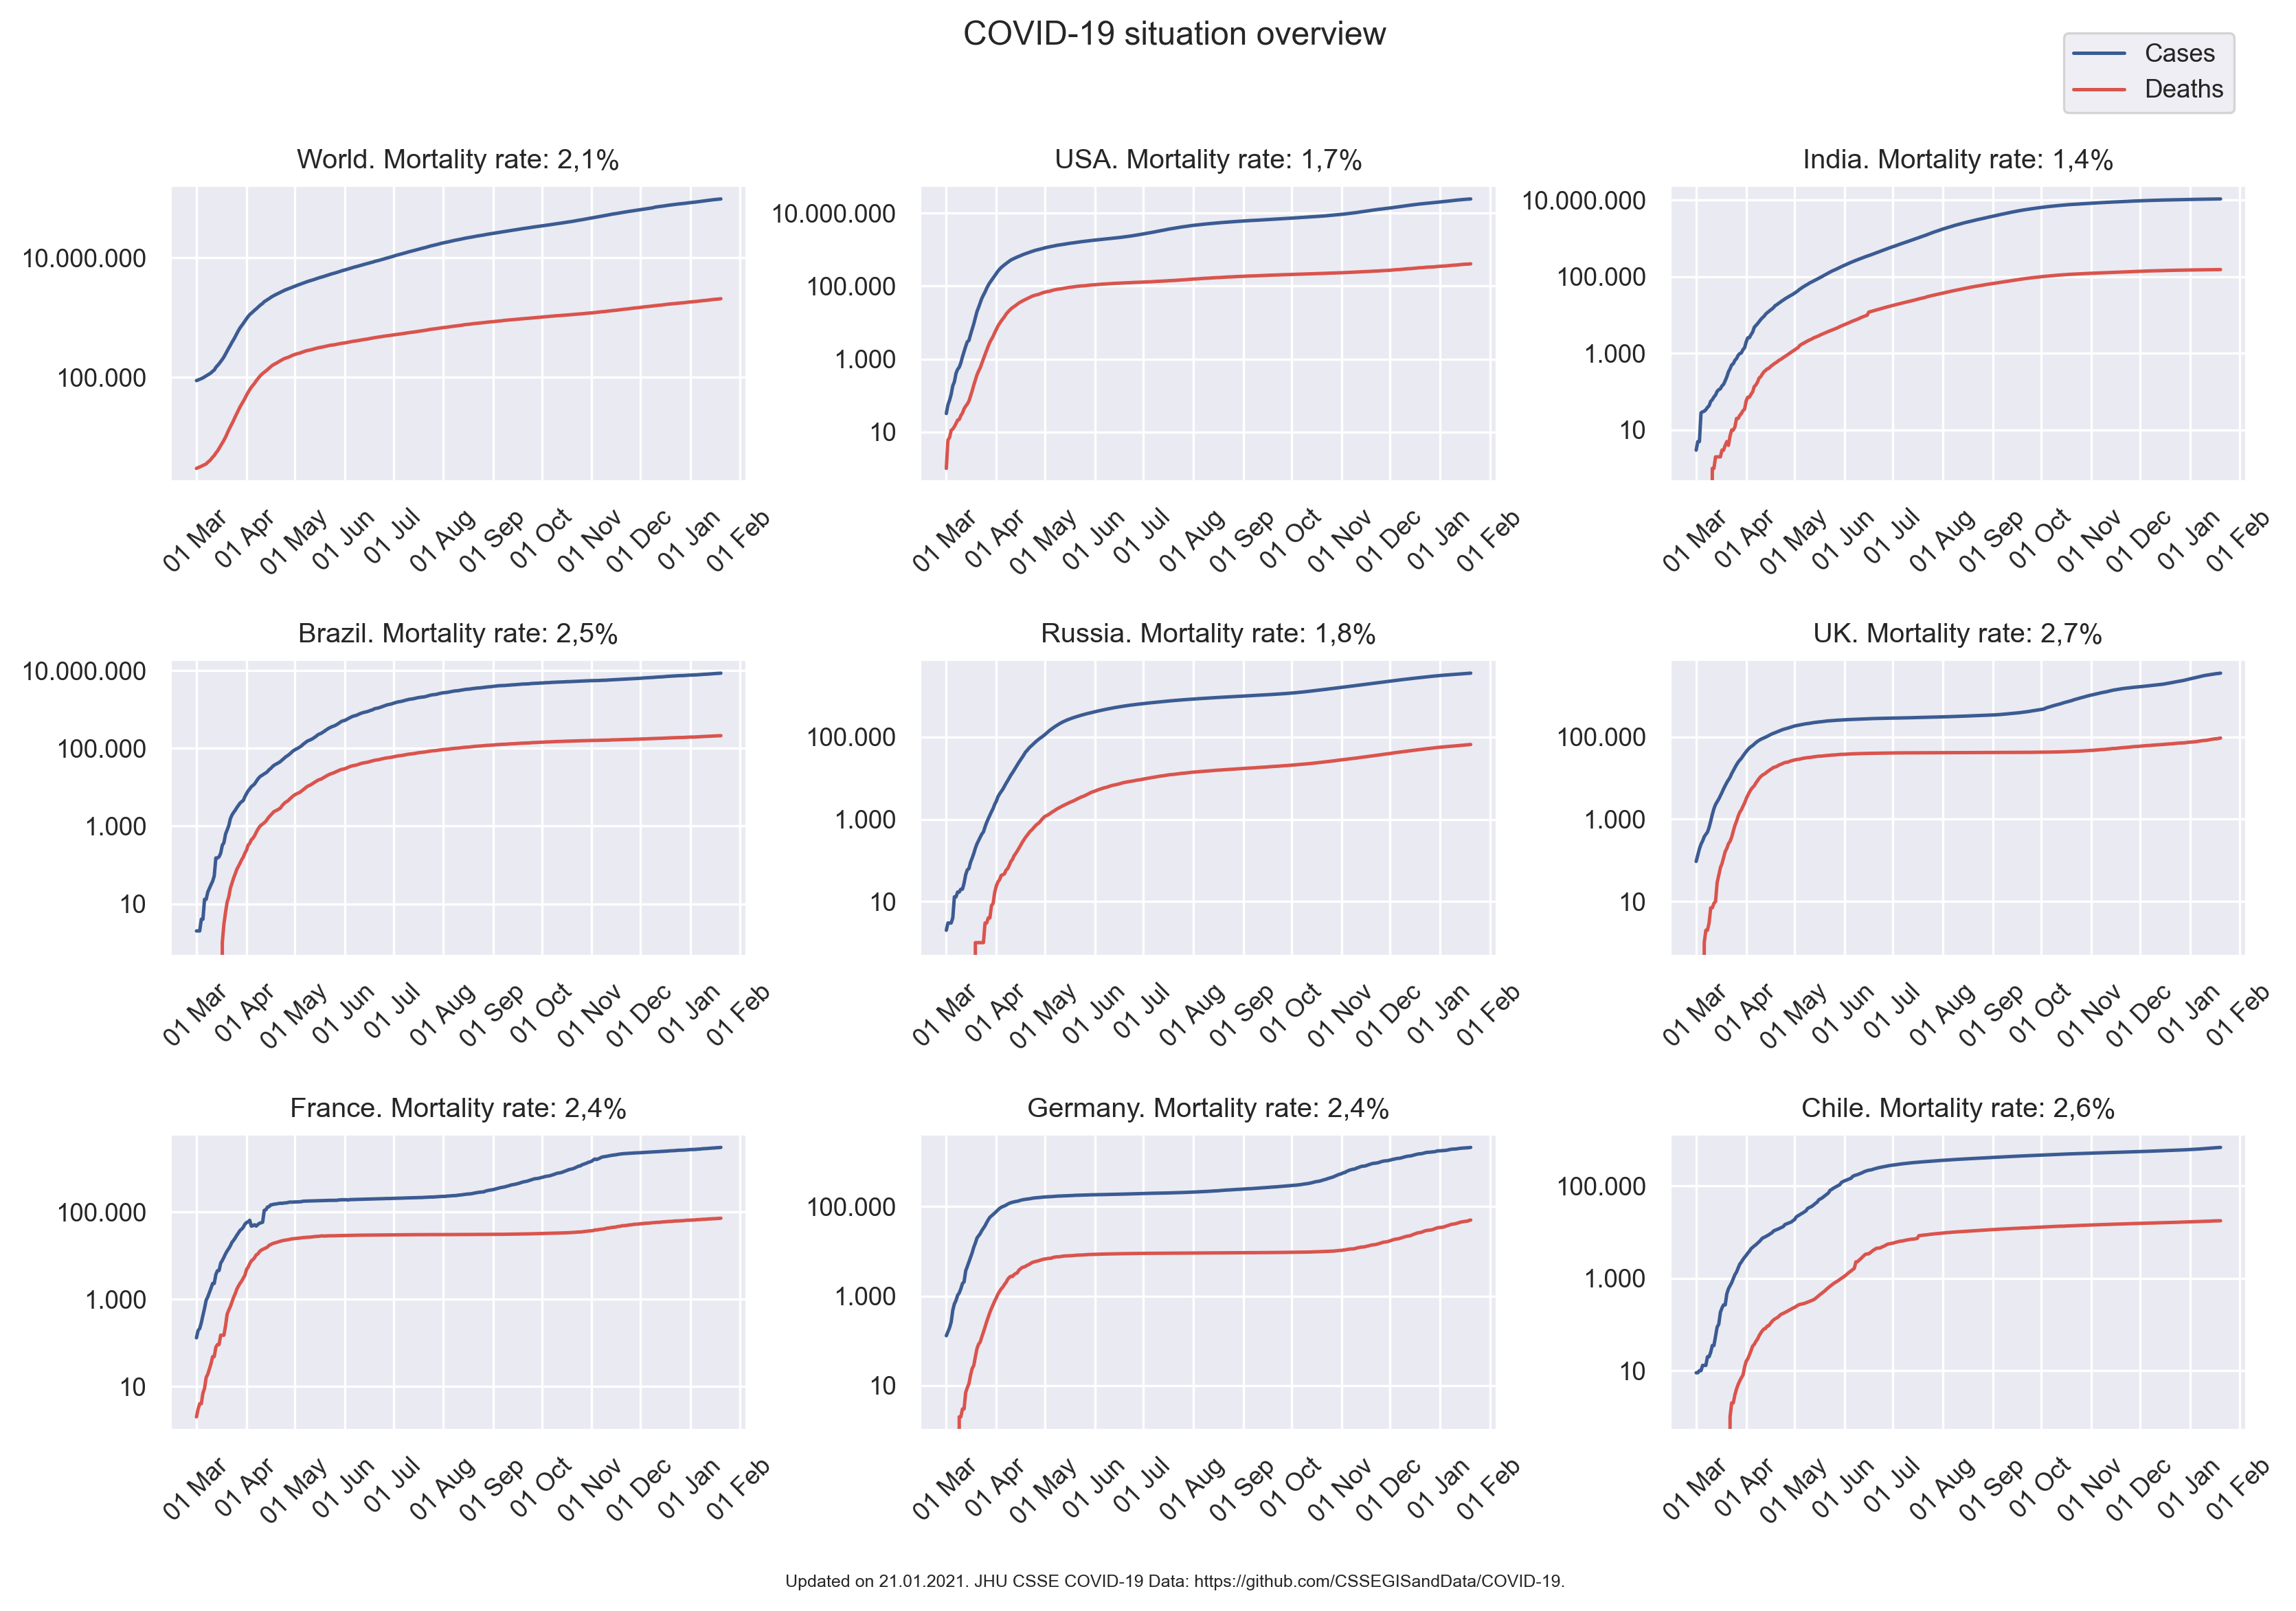 COVID-19 situation overview
Cases
Deaths
World. Mortality rate: 2,1%
10.000.000
100.000
01 Mar
01 Apr
01 May
01 Jun
01 Jul
01 Aug
01 Sep
01 Oct
01 Nov
01 Dec
01 Jan
01 Feb
USA. Mortality rate: 1,7%
10.000.000
100.000
1.000
10
01 Mar
01 Apr
01 May
01 Jun
01 Jul
01 Aug
01 Sep
01 Oct
01 Nov
01 Dec
01 Jan
01 Feb
India. Mortality rate: 1,4%
10.000.000
100.000
1.000
10
01 Mar
01 Apr
01 May
01 Jun
01 Jul
01 Aug
01 Sep
01 Oct
01 Nov
01 Dec
01 Jan
01 Feb
Brazil. Mortality rate: 2,5%
10.000.000
100.000
1.000
10
01 Mar
01 Apr
01 May
01 Jun
01 Jul
01 Aug
01 Sep
01 Oct
01 Nov
01 Dec
01 Jan
01 Feb
Russia. Mortality rate: 1,8%
100.000
1.000
10
01 Mar
01 Apr
01 May
01 Jun
01 Jul
01 Aug
01 Sep
01 Oct
01 Nov
01 Dec
01 Jan
01 Feb
UK. Mortality rate: 2,7%
100.000
1.000
10
01 Mar
01 Apr
01 May
01 Jun
01 Jul
01 Aug
01 Sep
01 Oct
01 Nov
01 Dec
01 Jan
01 Feb
France. Mortality rate: 2,4%
100.000
1.000
10
01 Mar
01 Apr
01 May
01 Jun
01 Jul
01 Aug
01 Sep
01 Oct
01 Nov
01 Dec
01 Jan
01 Feb
Germany. Mortality rate: 2,4%
100.000
1.000
10
01 Mar
01 Apr
01 May
01 Jun
01 Jul
01 Aug
01 Sep
01 Oct
01 Nov
01 Dec
01 Jan
01 Feb
Chile. Mortality rate: 2,6%
100.000
1.000
10
01 Mar
01 Apr
01 May
01 Jun
01 Jul
01 Aug
01 Sep
01 Oct
01 Nov
01 Dec
01 Jan
01 Feb
Updated on 21.01.2021. JHU CSSE COVID-19 Data: https://github.com/CSSEGISandData/COVID-19.